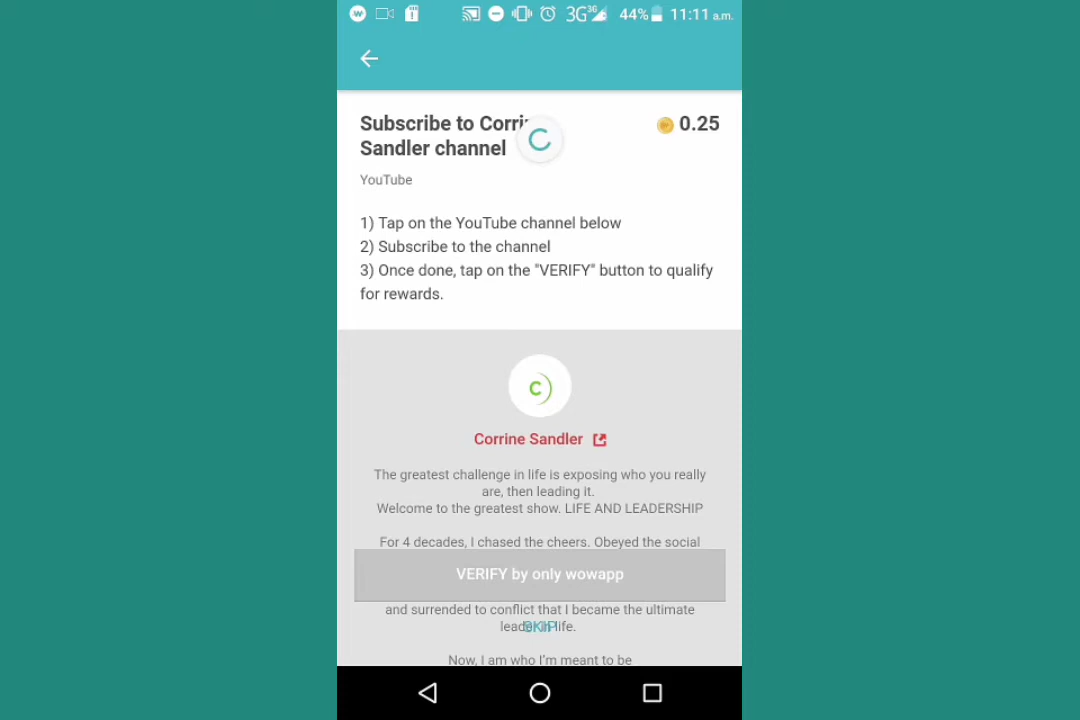 3G 3G 44% 11:11 a.m.
Subscribe to Corri
0.25
Sandler channel
YouTube
1) Tap on the YouTube channel below
2) Subscribe to the channel
3) Once done, tap on the "VERIFY" button to qualify
for rewards.
Corrine Sandler
The greatest challenge in life is exposing who you really
are, then leading it.
Welcome to the greatest show. LIFE AND LEADERSHIP
For 4 decades, I chased the cheers. Obeyed the social
VERIFY by only wowapp
and surrendered to conflict that I became the ultimate
leader in life.
SKIP
Now, I am who I'm meant to be